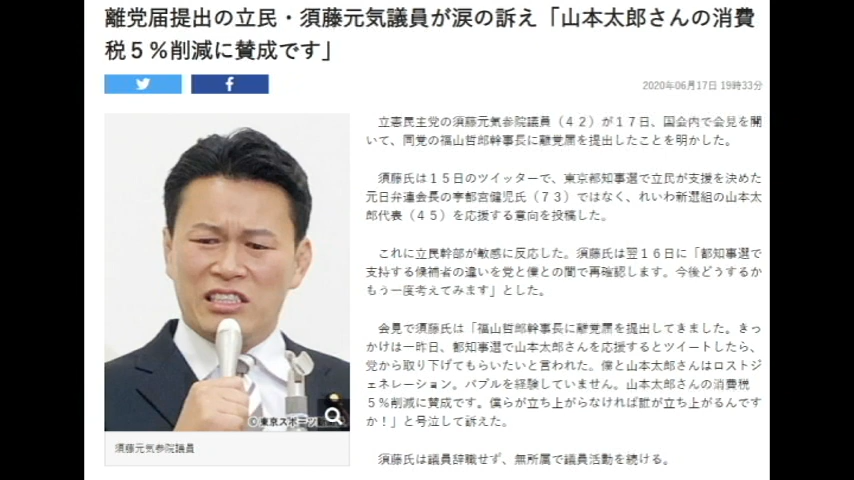 離党届提出の立民・須藤元気議員が涙の訴え「山本太郎さんの消費
税５％削減に賛成です」
2020年06月17日 19時33分
立憲民主党の須藤元気参院議員（４２）が１７日、国会内で会見を開
いて、同党の福山哲郎幹事長に離党届を提出したことを明かした。
須藤氏は１５日のツイッターで、東京都知事選で立民が支援を決めた
元日弁連会長の宇都宮健児氏（７３）ではなく、れいわ新選組の山本太
郎代表（４５）を応援する意向を投稿した。
これに立民幹部が敏感に反応した。須藤氏は翌１６日に「都知事選で
支持する候補者の違いを党と僕との間で再確認します。今後どうするか
もう一度考えてみます」とした。
会見で須藤氏は「福山哲郎幹事長に離党届を提出してきました。きっ
かけは一昨日、都知事選で山本太郎さんを応援するとツイートしたら、
党から取り下げてもらいたいと言われた。僕と山本太郎さんはロストジ
ェネレーション。バブルを経験していません。山本太郎さんの消費税
５％削減に賛成です。僕らが立ち上がらなければ誰が立ち上がるんです
か！」と号泣して訴えた。
須藤氏は議員辞職せず、無所属で議員活動を続ける。
© 東京スポーツ
須藤元気参院議員